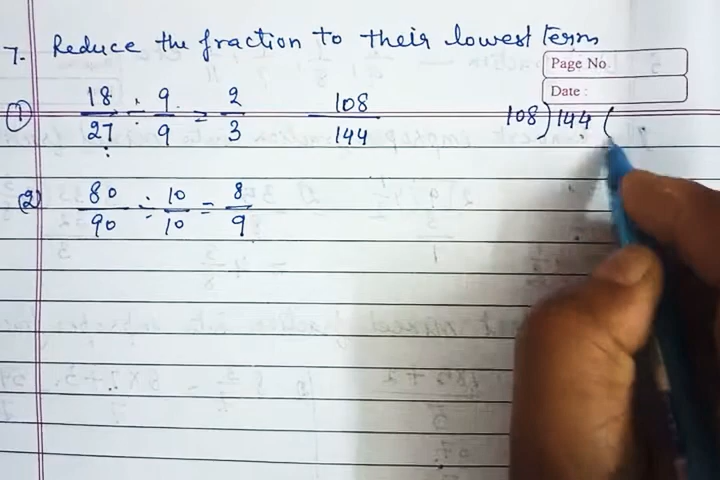 7. Reduce the fraction to their lowest term
Page No.
Date :
(1) 18/27 ÷ 9/9 = 2/3 108/144 108)144(
(2) 80/90 ÷ 10/10 = 8/9